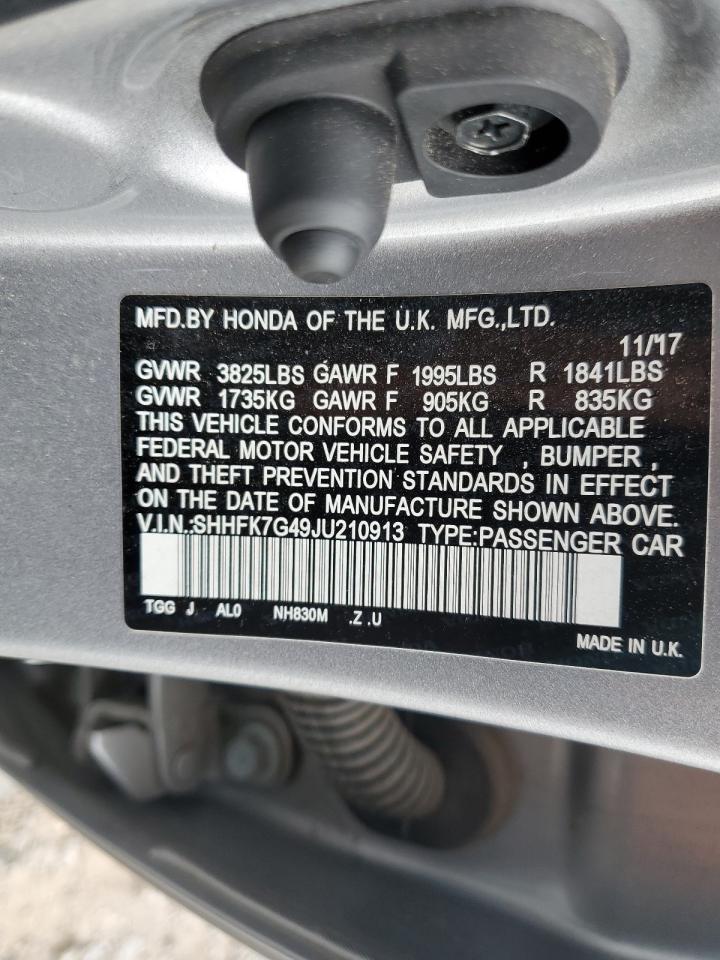 MFD.BY HONDA OF THE U.K. MFG.,LTD.
11/17
GVWR 3825LBS GAWR F 1995LBS R 1841LBS
GVWR 1735KG GAWR F 905KG R 835KG
THIS VEHICLE CONFORMS TO ALL APPLICABLE
FEDERAL MOTOR VEHICLE SAFETY , BUMPER ,
AND THEFT PREVENTION STANDARDS IN EFFECT
ON THE DATE OF MANUFACTURE SHOWN ABOVE.
V.I.N.:SHHFK7G49JU210913 TYPE:PASSENGER CAR
TGG J AL0 NH830M .Z .U
MADE IN U.K.